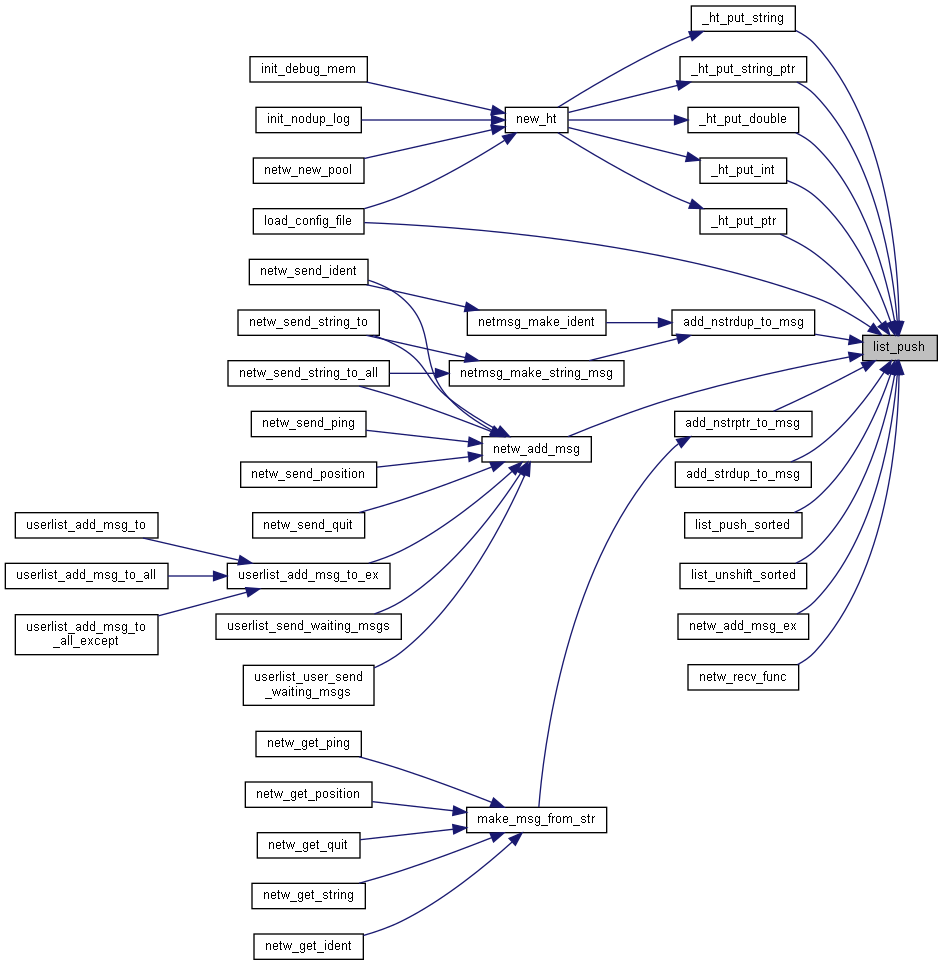 _ht_put_string
init_debug_mem
_ht_put_string_ptr
init_nodup_log
new_ht
_ht_put_double
netw_new_pool
_ht_put_int
load_config_file
_ht_put_ptr
netw_send_ident
netw_send_string_to
netmsg_make_ident
add_nstrdup_to_msg
list_push
netw_send_string_to_all
netmsg_make_string_msg
netw_send_ping
add_nstrptr_to_msg
netw_add_msg
netw_send_position
add_strdup_to_msg
userlist_add_msg_to
netw_send_quit
list_push_sorted
userlist_add_msg_to_all
userlist_add_msg_to_ex
list_unshift_sorted
userlist_add_msg_to
_all_except
userlist_send_waiting_msgs
netw_add_msg_ex
userlist_user_send
_waiting_msgs
netw_recv_func
netw_get_ping
netw_get_position
make_msg_from_str
netw_get_quit
netw_get_string
netw_get_ident